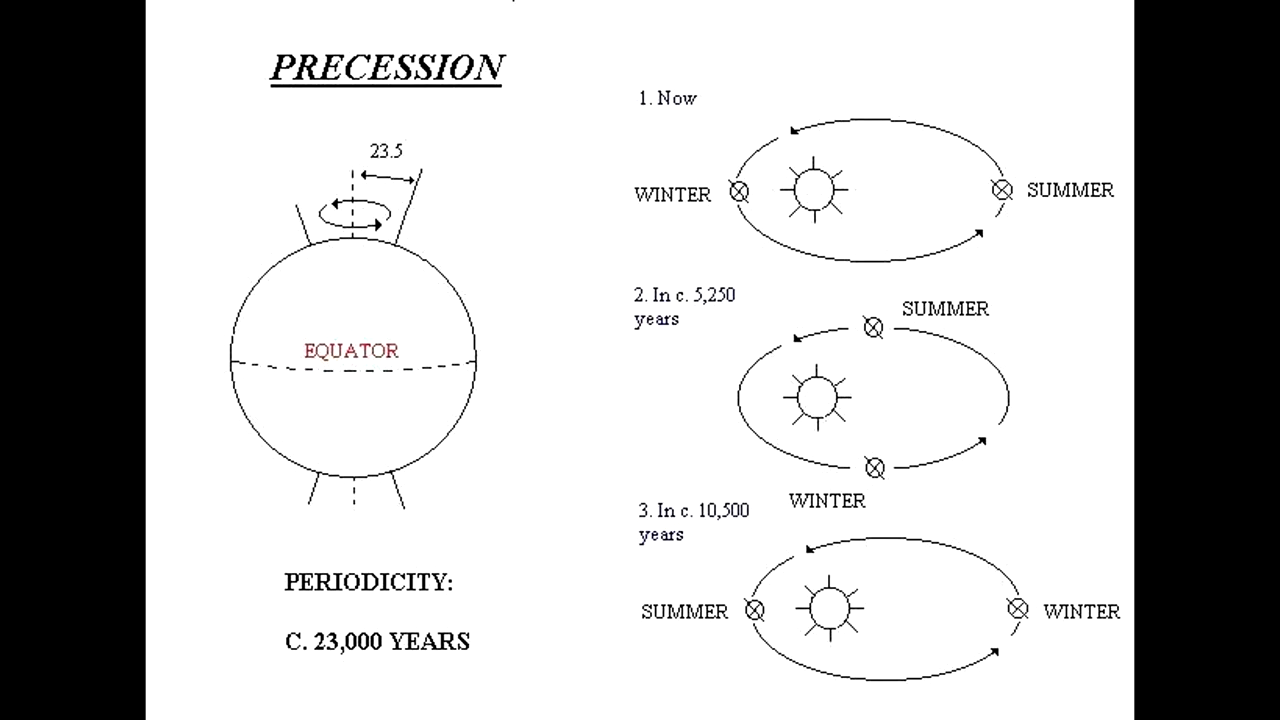 PRECESSION
23.5
EQUATOR
PERIODICITY:
C. 23,000 YEARS
1. Now
WINTER
SUMMER
2. In c. 5,250
years
SUMMER
WINTER
3. In c. 10,500
years
SUMMER
WINTER